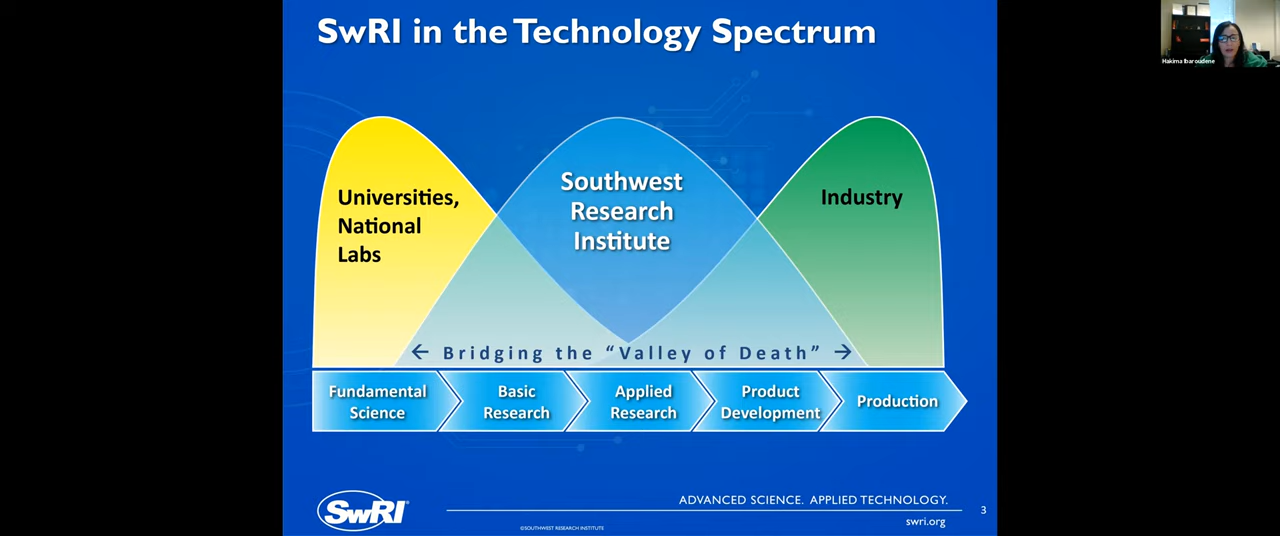 SwRI in the Technology Spectrum
Hakima Ibaroudene
Universities,
National
Labs
Southwest
Research
Institute
Industry
← Bridging the “Valley of Death” →
Fundamental
Science
Basic
Research
Applied
Research
Product
Development
Production
SwRI®
ADVANCED SCIENCE. APPLIED TECHNOLOGY.
3
©SOUTHWEST RESEARCH INSTITUTE
swri.org